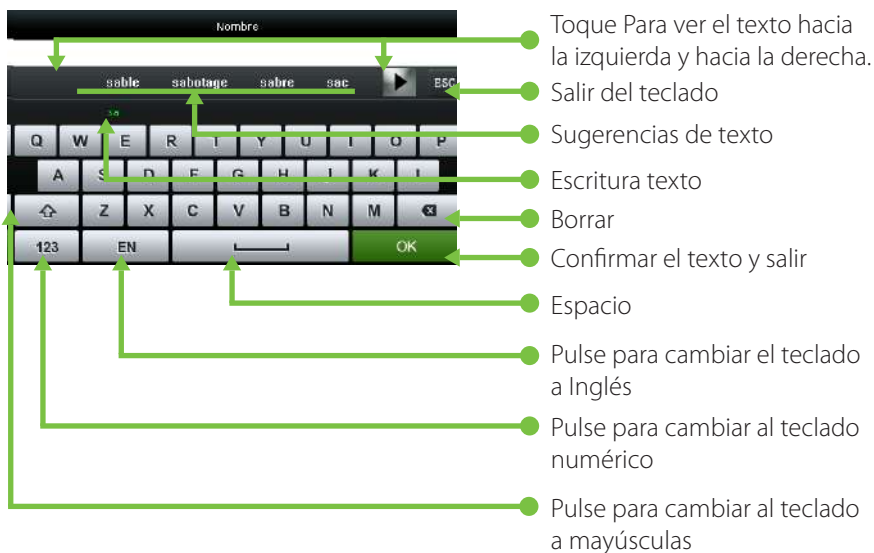 Nombre
sable sabotage sabre sac ESC
sa
Q W E R T Y U I O P
A S D F G H J K L
Z X C V B N M
123 EN OK
Toque Para ver el texto hacia
la izquierda y hacia la derecha.
Salir del teclado
Sugerencias de texto
Escritura texto
Borrar
Confirmar el texto y salir
Espacio
Pulse para cambiar el teclado
a Inglés
Pulse para cambiar al teclado
numérico
Pulse para cambiar al teclado
a mayúsculas